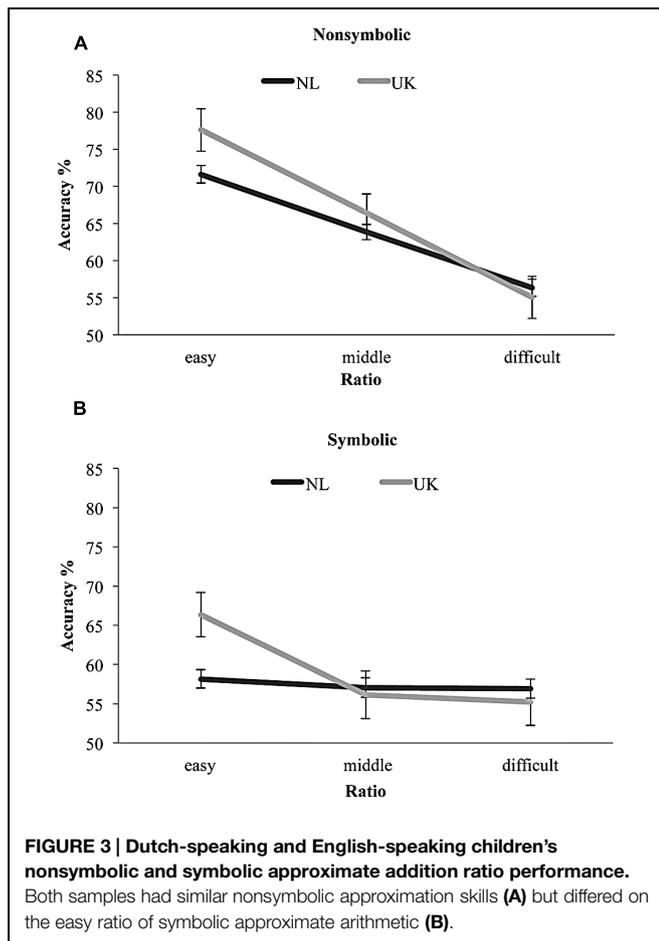 A
Nonsymbolic
NL UK
85
80
75
70
65
60
55
50
Accuracy %
easy middle difficult
Ratio
B
Symbolic
NL UK
85
80
75
70
65
60
55
50
Accuracy %
easy middle difficult
Ratio
FIGURE 3 | Dutch-speaking and English-speaking children’s
nonsymbolic and symbolic approximate addition ratio performance.
Both samples had similar nonsymbolic approximation skills (A) but differed on
the easy ratio of symbolic approximate arithmetic (B).